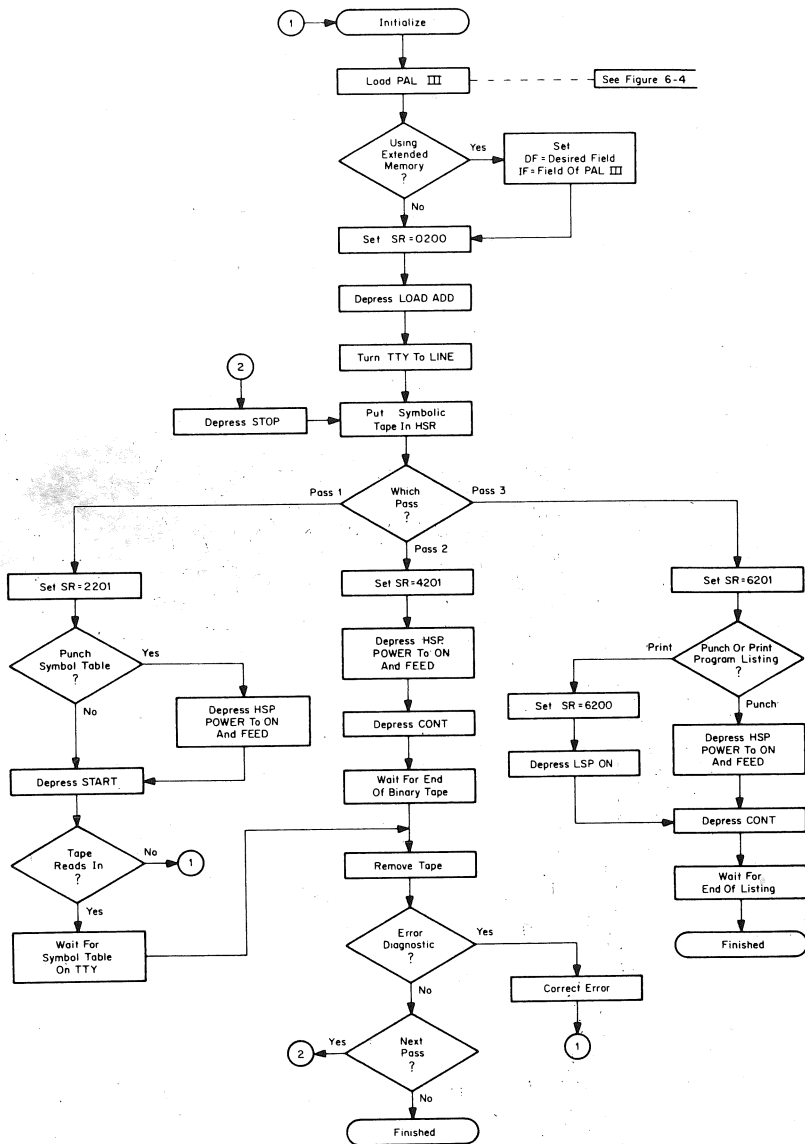 1
Initialize
Load PAL III
See Figure 6-4
Using
Extended
Memory
?
Yes
No
Set
DF=Desired Field
IF=Field Of PAL III
Set SR=0200
Depress LOAD ADD
Turn TTY To LINE
2
Depress STOP
Put Symbolic
Tape In HSR
Which
Pass
?
Pass 1
Pass 2
Pass 3
Set SR=2201
Punch
Symbol Table
?
Yes
No
Depress HSP
POWER To ON
And FEED
Depress START
Tape
Reads In
?
No
1
Yes
Wait For
Symbol Table
On TTY
Set SR=4201
Depress HSP
POWER To ON
And FEED
Depress CONT
Wait For End
Of Binary Tape
Remove Tape
Error
Diagnostic
?
Yes
No
Correct Error
1
Next
Pass
?
Yes
2
No
Finished
Set SR=6201
Punch Or Print
Program Listing
?
Print
Punch
Set SR=6200
Depress LSP ON
Depress HSP
POWER To ON
And FEED
Depress CONT
Wait For
End Of Listing
Finished